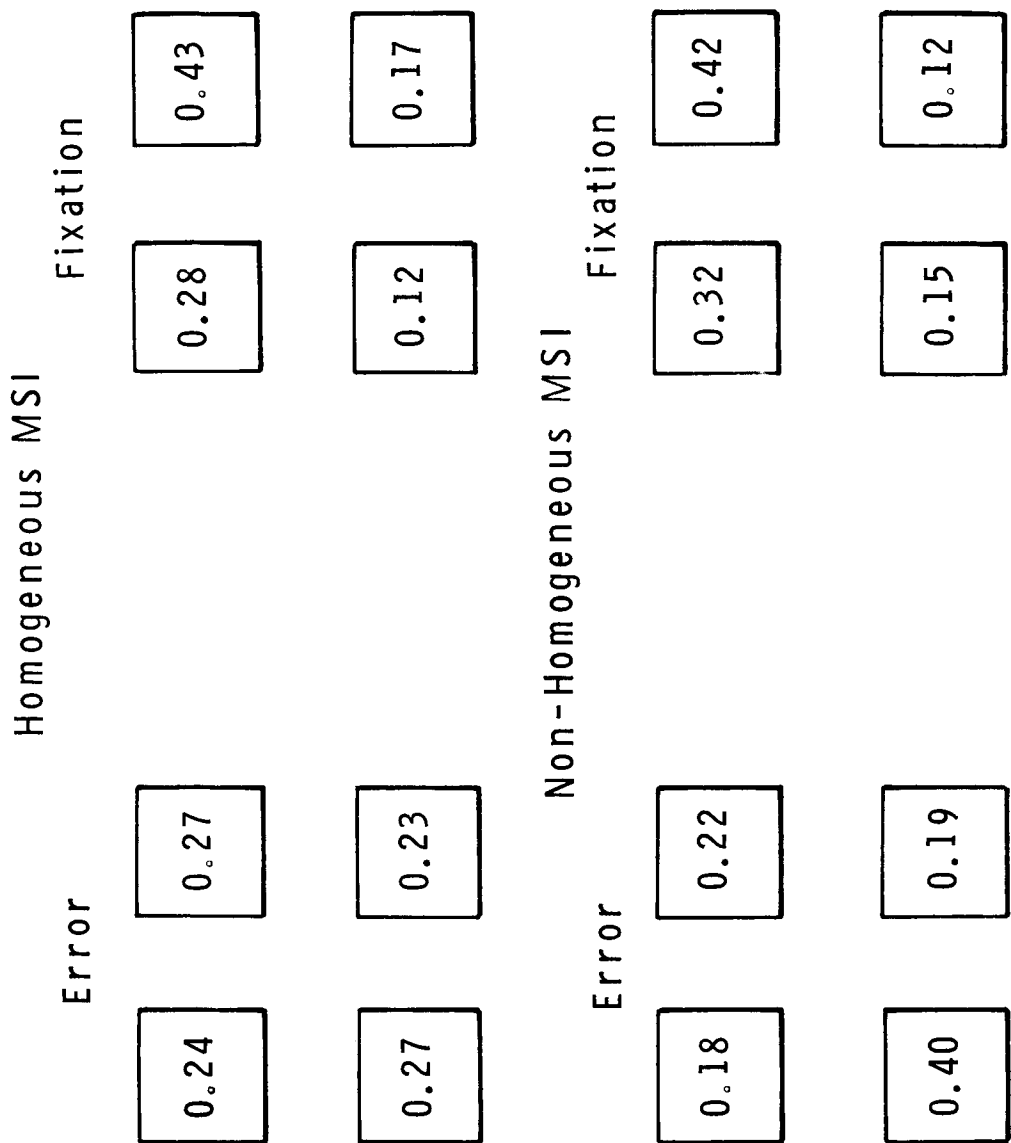 Homogeneous MSI
Error Fixation
0.24 0.27 0.28 0.43
0.27 0.23 0.12 0.17
Non-Homogeneous MSI
Error Fixation
0.18 0.22 0.32 0.42
0.40 0.19 0.15 0.12